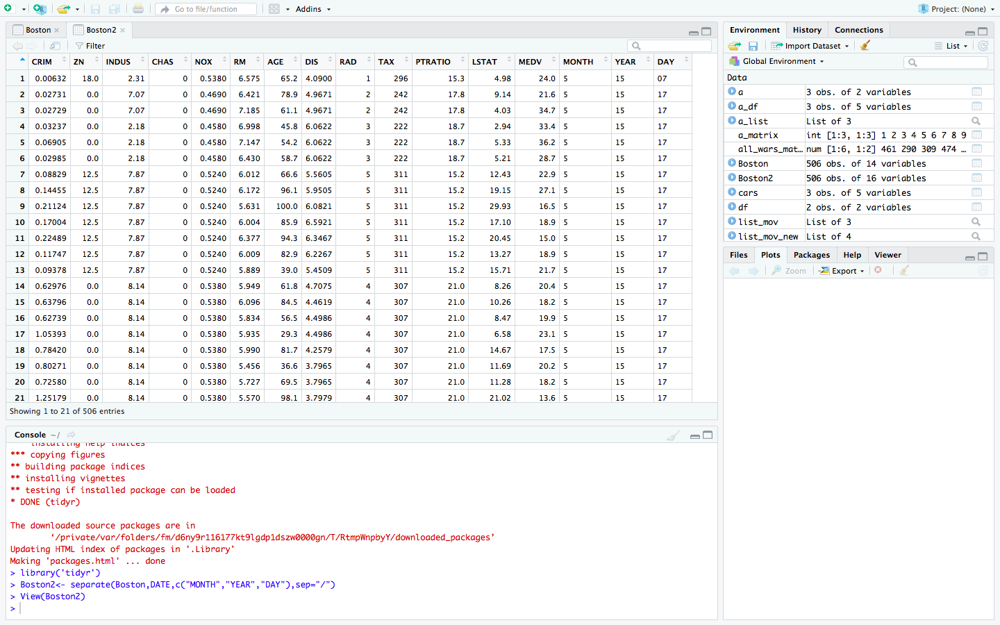 Go to file/function
Addins
Project: (None)
Boston
Boston2
Filter
CRIM ZN INDUS CHAS NOX RM AGE DIS RAD TAX PTRATIO LSTAT MEDV MONTH YEAR DAY
1 0.00632 18.0 2.31 0 0.5380 6.575 65.2 4.0900 1 296 15.3 4.98 24.0 5 15 07
2 0.02731 0.0 7.07 0 0.4690 6.421 78.9 4.9671 2 242 17.8 9.14 21.6 5 15 17
3 0.02729 0.0 7.07 0 0.4690 7.185 61.1 4.9671 2 242 17.8 4.03 34.7 5 15 17
4 0.03237 0.0 2.18 0 0.4580 6.998 45.8 6.0622 3 222 18.7 2.94 33.4 5 15 17
5 0.06905 0.0 2.18 0 0.4580 7.147 54.2 6.0622 3 222 18.7 5.33 36.2 5 15 17
6 0.02985 0.0 2.18 0 0.4580 6.430 58.7 6.0622 3 222 18.7 5.21 28.7 5 15 17
7 0.08829 12.5 7.87 0 0.5240 6.012 66.6 5.5605 5 311 15.2 12.43 22.9 5 15 17
8 0.14455 12.5 7.87 0 0.5240 6.172 96.1 5.9505 5 311 15.2 19.15 27.1 5 15 17
9 0.21124 12.5 7.87 0 0.5240 5.631 100.0 6.0821 5 311 15.2 29.93 16.5 5 15 17
10 0.17004 12.5 7.87 0 0.5240 6.004 85.9 6.5921 5 311 15.2 17.10 18.9 5 15 17
11 0.22489 12.5 7.87 0 0.5240 6.377 94.3 6.3467 5 311 15.2 20.45 15.0 5 15 17
12 0.11747 12.5 7.87 0 0.5240 6.009 82.9 6.2267 5 311 15.2 13.27 18.9 5 15 17
13 0.09378 12.5 7.87 0 0.5240 5.889 39.0 5.4509 5 311 15.2 15.71 21.7 5 15 17
14 0.62976 0.0 8.14 0 0.5380 5.949 61.8 4.7075 4 307 21.0 8.26 20.4 5 15 17
15 0.63796 0.0 8.14 0 0.5380 6.096 84.5 4.4619 4 307 21.0 10.26 18.2 5 15 17
16 0.62739 0.0 8.14 0 0.5380 5.834 56.5 4.4986 4 307 21.0 8.47 19.9 5 15 17
17 1.05393 0.0 8.14 0 0.5380 5.935 29.3 4.4986 4 307 21.0 6.58 23.1 5 15 17
18 0.78420 0.0 8.14 0 0.5380 5.990 81.7 4.2579 4 307 21.0 14.67 17.5 5 15 17
19 0.80271 0.0 8.14 0 0.5380 5.456 36.6 3.7965 4 307 21.0 11.69 20.2 5 15 17
20 0.72580 0.0 8.14 0 0.5380 5.727 69.5 3.7965 4 307 21.0 11.28 18.2 5 15 17
21 1.25179 0.0 8.14 0 0.5380 5.570 98.1 3.7979 4 307 21.0 21.02 13.6 5 15 17
Showing 1 to 21 of 506 entries
Console ~/
installing help indices
*** copying figures
** building package indices
** installing vignettes
** testing if installed package can be loaded
* DONE (tidyr)
The downloaded source packages are in
‘/private/var/folders/fm/d6ny9r116177kt9lgdp1dszw0000gn/T/RtmpWnpbyY/downloaded_packages’
Updating HTML index of packages in '.Library'
Making 'packages.html' ... done
> library('tidyr')
> Boston2<- separate(Boston,DATE,c("MONTH","YEAR","DAY"),sep="/")
> View(Boston2)
>
Environment History Connections
Import Dataset
List
Global Environment
Data
a 3 obs. of 2 variables
a_df 3 obs. of 5 variables
a_list List of 3
a_matrix int [1:3, 1:3] 1 2 3 4 5 6 7 8 9
all_wars_mat… num [1:6, 1:2] 461 290 309 474 …
Boston 506 obs. of 14 variables
Boston2 506 obs. of 16 variables
cars 3 obs. of 5 variables
df 2 obs. of 2 variables
list_mov List of 3
list_mov_new List of 4
Files Plots Packages Help Viewer
Zoom
Export